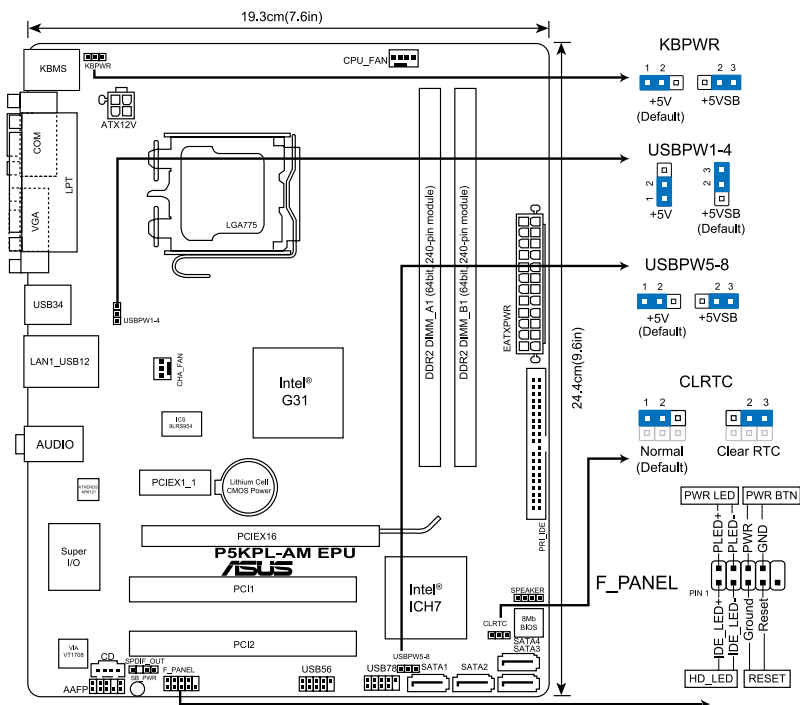 19.3cm(7.6in)
KBMS
KBPWR
CPU_FAN
KBPWR
1 2
2 3
+5V
(Default)
+5VSB
ATX12V
COM
LPT
VGA
LGA775
DDR2 DIMM_A1 (64bit, 240-pin module)
DDR2 DIMM_B1 (64bit, 240-pin module)
EATXPWR
24.4cm(9.6in)
USBPW1-4
1 2
2 3
+5V
+5VSB
(Default)
USB34
USBPW1-4
USBPW5-8
1 2
2 3
+5V
(Default)
+5VSB
LAN1_USB12
CHA_FAN
Intel®
G31
ICS
9LRS954
CLRTC
1 2
2 3
Normal
(Default)
Clear RTC
AUDIO
ATHEROS
AR8121
PCIEX1_1
Lithium Cell
CMOS Power
PRI_IDE
PCIEX16
P5KPL-AM EPU
ASUS
Super
I/O
PCI1
Intel®
ICH7
SPEAKER
8Mb
BIOS
CLRTC
PCI2
VIA
VT1708
CD
SPDIF_OUT
SB_PWR
AAFP
F_PANEL
USB56
USB78
USBPW5-8
SATA4
SATA3
SATA1
SATA2
F_PANEL
PWR LED
PWR BTN
PLED+
PLED-
PWR
GND
PIN 1
IDE_LED+
IDE_LED-
Ground
Reset
HD_LED
RESET